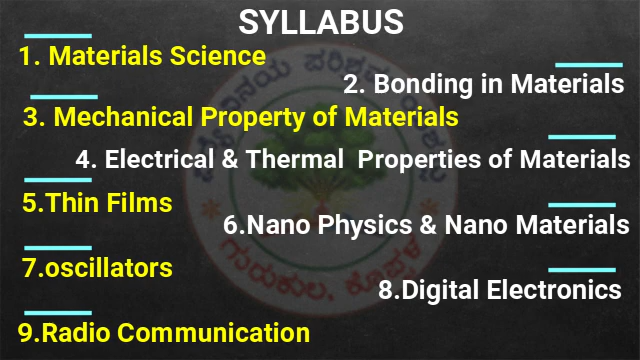 SYLLABUS
1. Materials Science
2. Bonding in Materials
3. Mechanical Property of Materials
4. Electrical & Thermal Properties of Materials
5.Thin Films
6.Nano Physics & Nano Materials
7.oscillators
8.Digital Electronics
9.Radio Communication
ಗುರುಕುಲ, ಕೊಪ್ಪಳ